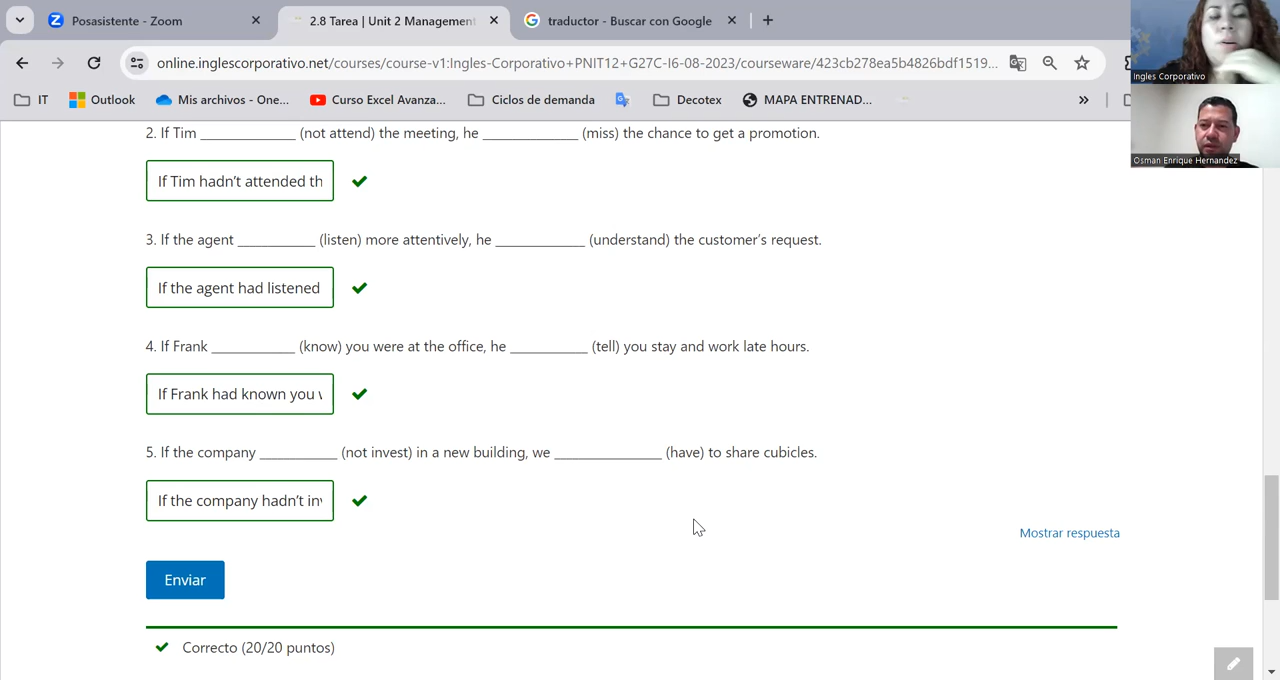 Posasistente - Zoom
2.8 Tarea | Unit 2 Management
traductor - Buscar con Google
online.inglescorporativo.net/courses/course-v1:Ingles-Corporativo+PNIT12+G27C-I6-08-2023/courseware/423cb278ea5b4826bdf1519...
IT
Outlook
Mis archivos - One...
Curso Excel Avanza...
Ciclos de demanda
Decotex
MAPA ENTRENAD...
Ingles Corporativo
Osman Enrique Hernandez
2. If Tim ____________ (not attend) the meeting, he ____________ (miss) the chance to get a promotion.
If Tim hadn’t attended th
3. If the agent __________ (listen) more attentively, he ____________ (understand) the customer’s request.
If the agent had listened
4. If Frank ___________ (know) you were at the office, he __________ (tell) you stay and work late hours.
If Frank had known you
5. If the company __________ (not invest) in a new building, we ______________ (have) to share cubicles.
If the company hadn’t in
Mostrar respuesta
Enviar
Correcto (20/20 puntos)